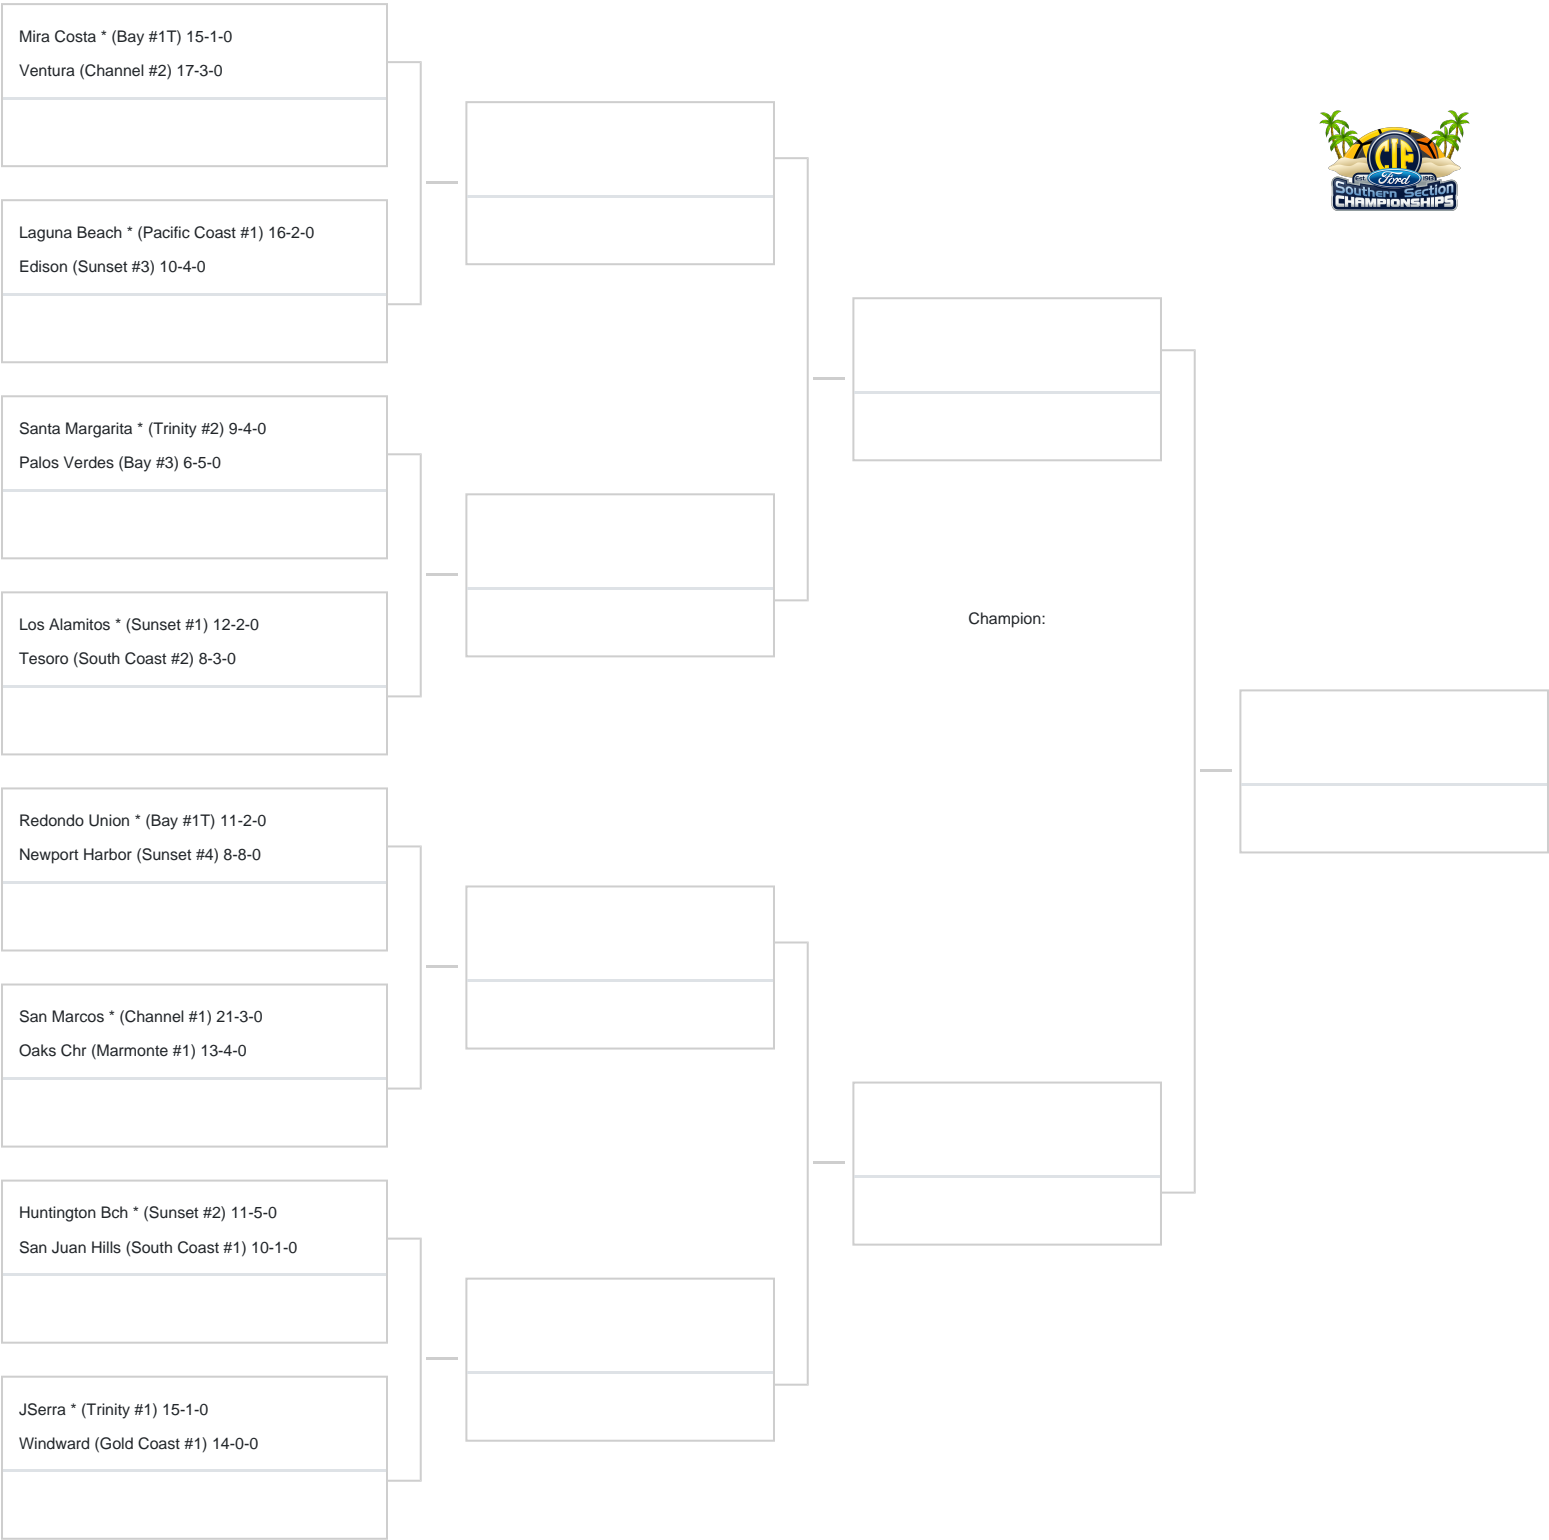 Mira Costa * (Bay #1T) 15-1-0
Ventura (Channel #2) 17-3-0
Laguna Beach * (Pacific Coast #1) 16-2-0
Edison (Sunset #3) 10-4-0
Santa Margarita * (Trinity #2) 9-4-0
Palos Verdes (Bay #3) 6-5-0
Los Alamitos * (Sunset #1) 12-2-0
Tesoro (South Coast #2) 8-3-0
Redondo Union * (Bay #1T) 11-2-0
Newport Harbor (Sunset #4) 8-8-0
San Marcos * (Channel #1) 21-3-0
Oaks Chr (Marmonte #1) 13-4-0
Huntington Bch * (Sunset #2) 11-5-0
San Juan Hills (South Coast #1) 10-1-0
JSerra * (Trinity #1) 15-1-0
Windward (Gold Coast #1) 14-0-0
Champion:
CIF
Est. 1913
Ford
Southern Section
CHAMPIONSHIPS